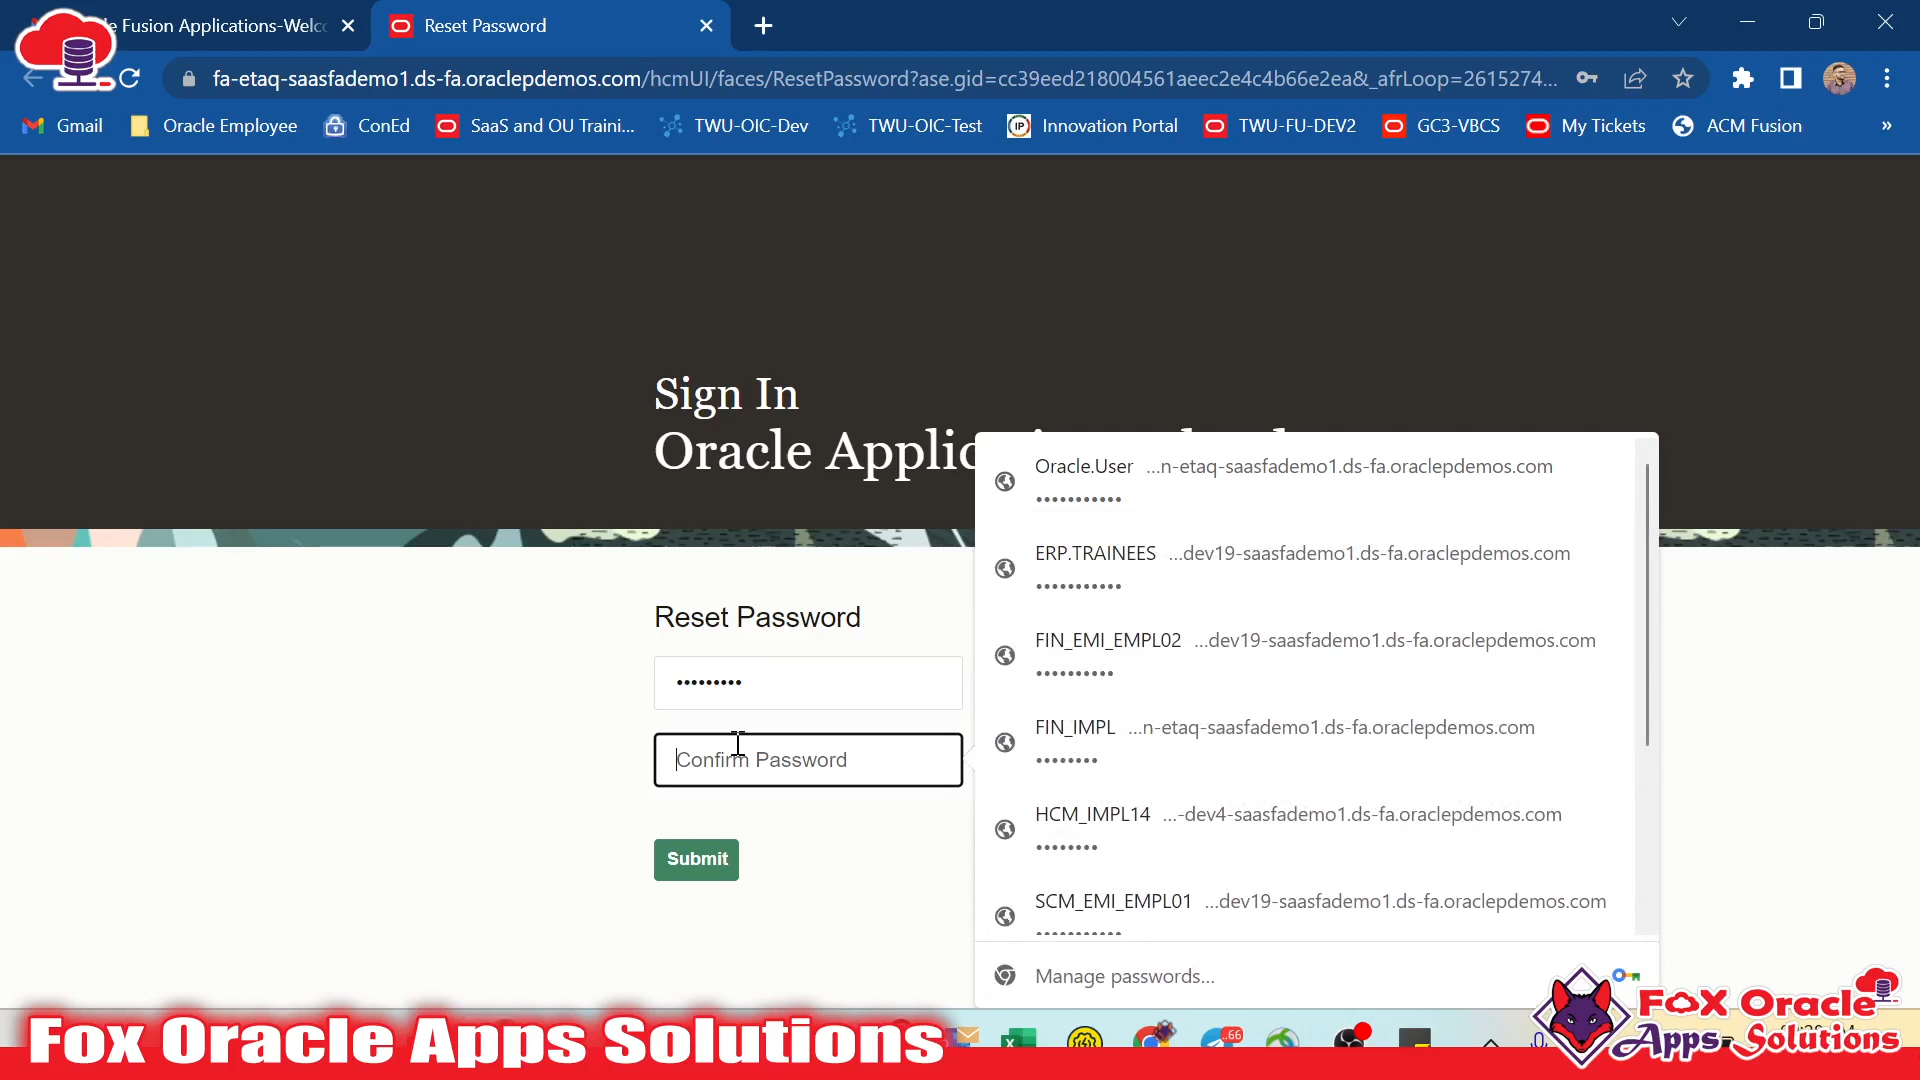 le Fusion Applications-Welc
Reset Password
fa-etaq-saasfademo1.ds-fa.oraclepdemos.com/hcmUI/faces/ResetPassword?ase.gid=cc39eed218004561aeec2e4c4b66e2ea&_afrLoop=2615274...
Gmail
Oracle Employee
ConEd
SaaS and OU Traini...
TWU-OIC-Dev
TWU-OIC-Test
IP
Innovation Portal
TWU-FU-DEV2
GC3-VBCS
My Tickets
ACM Fusion
»
Sign In
Oracle Applic
Oracle.User ...n-etaq-saasfademo1.ds-fa.oraclepdemos.com
•••••••••••
ERP.TRAINEES ...dev19-saasfademo1.ds-fa.oraclepdemos.com
•••••••••••
FIN_EMI_EMPL02 ...dev19-saasfademo1.ds-fa.oraclepdemos.com
••••••••••
FIN_IMPL ...n-etaq-saasfademo1.ds-fa.oraclepdemos.com
••••••••
HCM_IMPL14 ...-dev4-saasfademo1.ds-fa.oraclepdemos.com
••••••••
SCM_EMI_EMPL01 ...dev19-saasfademo1.ds-fa.oraclepdemos.com
•••••••••••
Manage passwords...
Reset Password
•••••••••
Confirm Password
Submit
Fox Oracle Apps Solutions
66
Fox Oracle
Apps Solutions